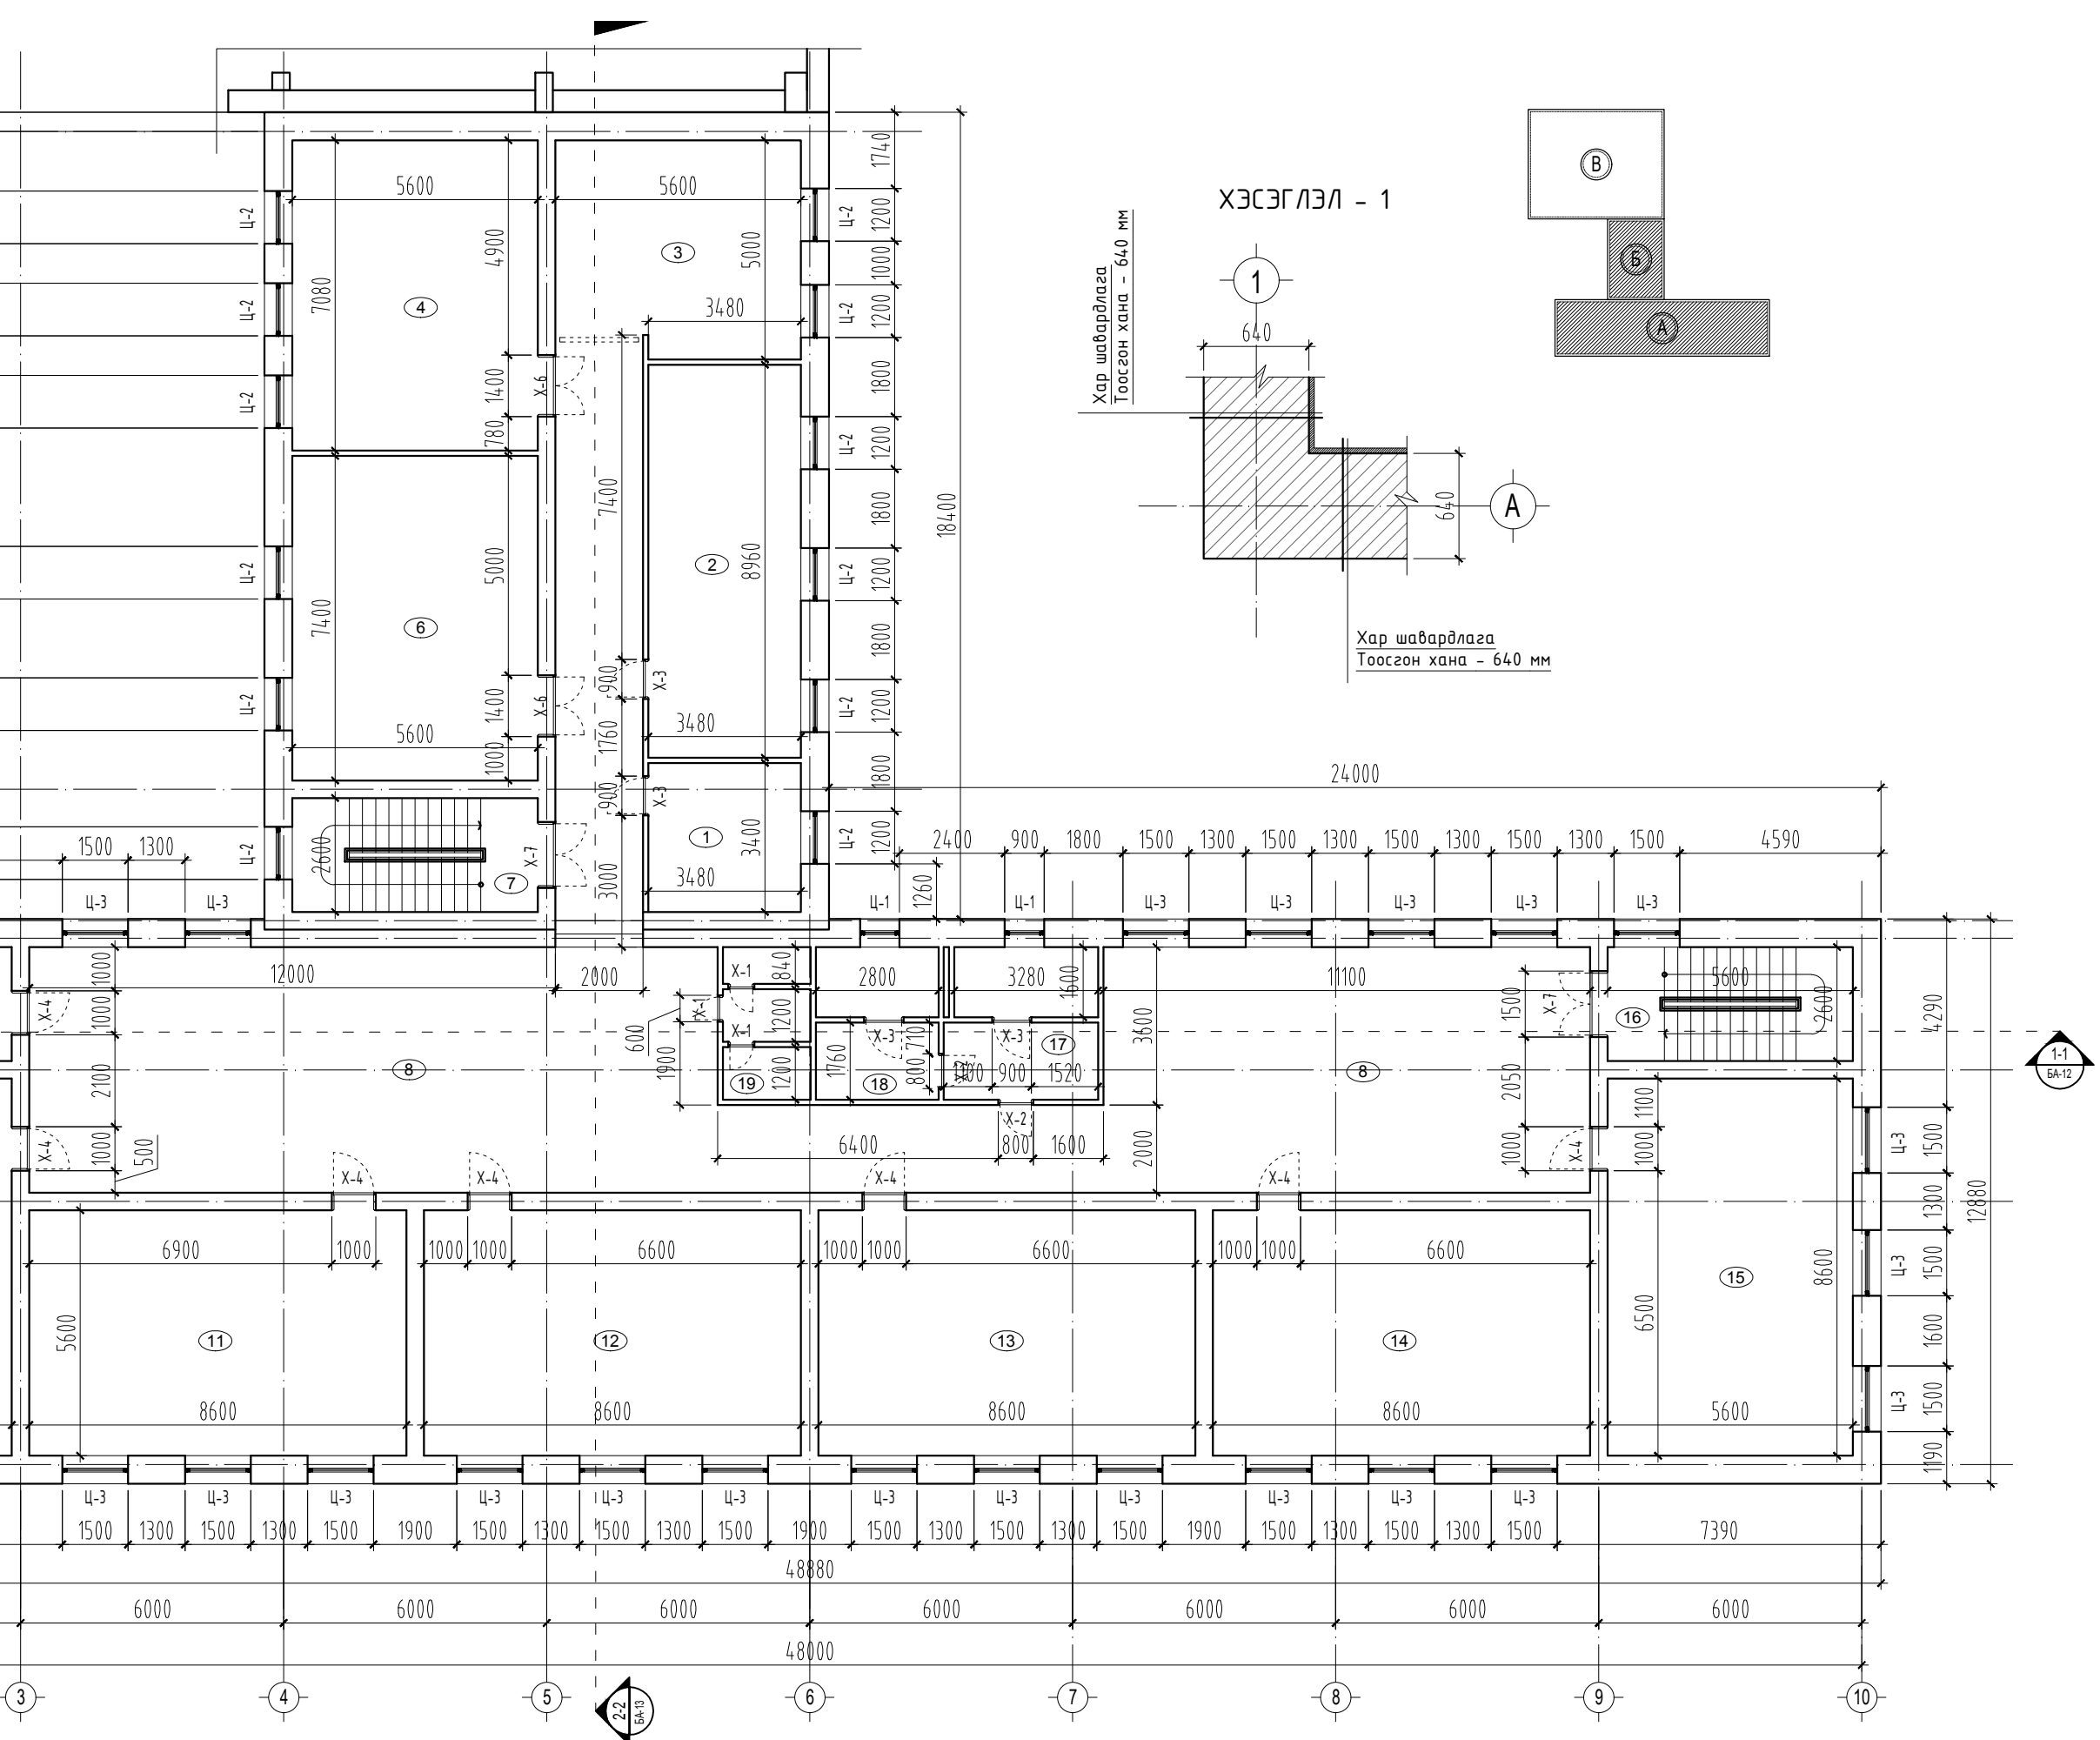 ХЭСЭГЛЭЛ - 1
В
Б
А
1
640
А
640
Хар шавардлага
Тоосгон хана - 640 мм
Хар шавардлага
Тоосгон хана - 640 мм
5600
5600
4900
7080
4
1400
780
Х-6
3
5000
3480
7400
5000
7400
6
1400
1000
Х-6
5600
8960
2
900
Х-3
1760
3480
900
Х-3
2600
7
Х-7
3000
1
3400
3480
Ц-2
Ц-2
Ц-2
Ц-2
Ц-2
Ц-2
Ц-2
Ц-2
Ц-2
Ц-2
Ц-2
Ц-2
1740
1200
1000
1200
1800
1200
1800
1200
1800
1200
1800
1200
18400
1260
24000
1500 1300
2400 900 1800 1500 1300 1500 1300 1500 1300 1500 1300 1500 4590
Ц-3 Ц-3
Ц-1 Ц-1 Ц-3 Ц-3 Ц-3 Ц-3 Ц-3
12000
2000
2800
3280
11100
5600
1000
1000
2100
1000
500
Х-4
Х-4
8
600
1900
Х-1
Х-1
Х-1
840
1200
1200
19
1760
18
Х-3
710
800
Х-2
1600
Х-3
17
1100 900 1520
Х-2
6400 800 1600
3600
2000
8
1500
2050
1000
Х-7
Х-4
16
2600
1100
1000
6500
8600
15
5600
Х-4 Х-4 Х-4 Х-4
6900 1000
1000 1000 6600
1000 1000 6600
1000 1000 6600
5600
11
12
13
14
8600
8600
8600
8600
Ц-3
Ц-3
Ц-3
4290
1500
1300
1500
1600
1500
1190
12880
1-1
БА-12
Ц-3 Ц-3 Ц-3 Ц-3 Ц-3 Ц-3 Ц-3 Ц-3 Ц-3 Ц-3 Ц-3 Ц-3
1500 1300 1500 1300 1500 1900 1500 1300 1500 1300 1500 1900 1500 1300 1500 1300 1500 1900 1500 1300 1500 1300 1500 7390
48880
6000 6000 6000 6000 6000 6000 6000
48000
3 4 5 6 7 8 9 10
2-2
БА-13